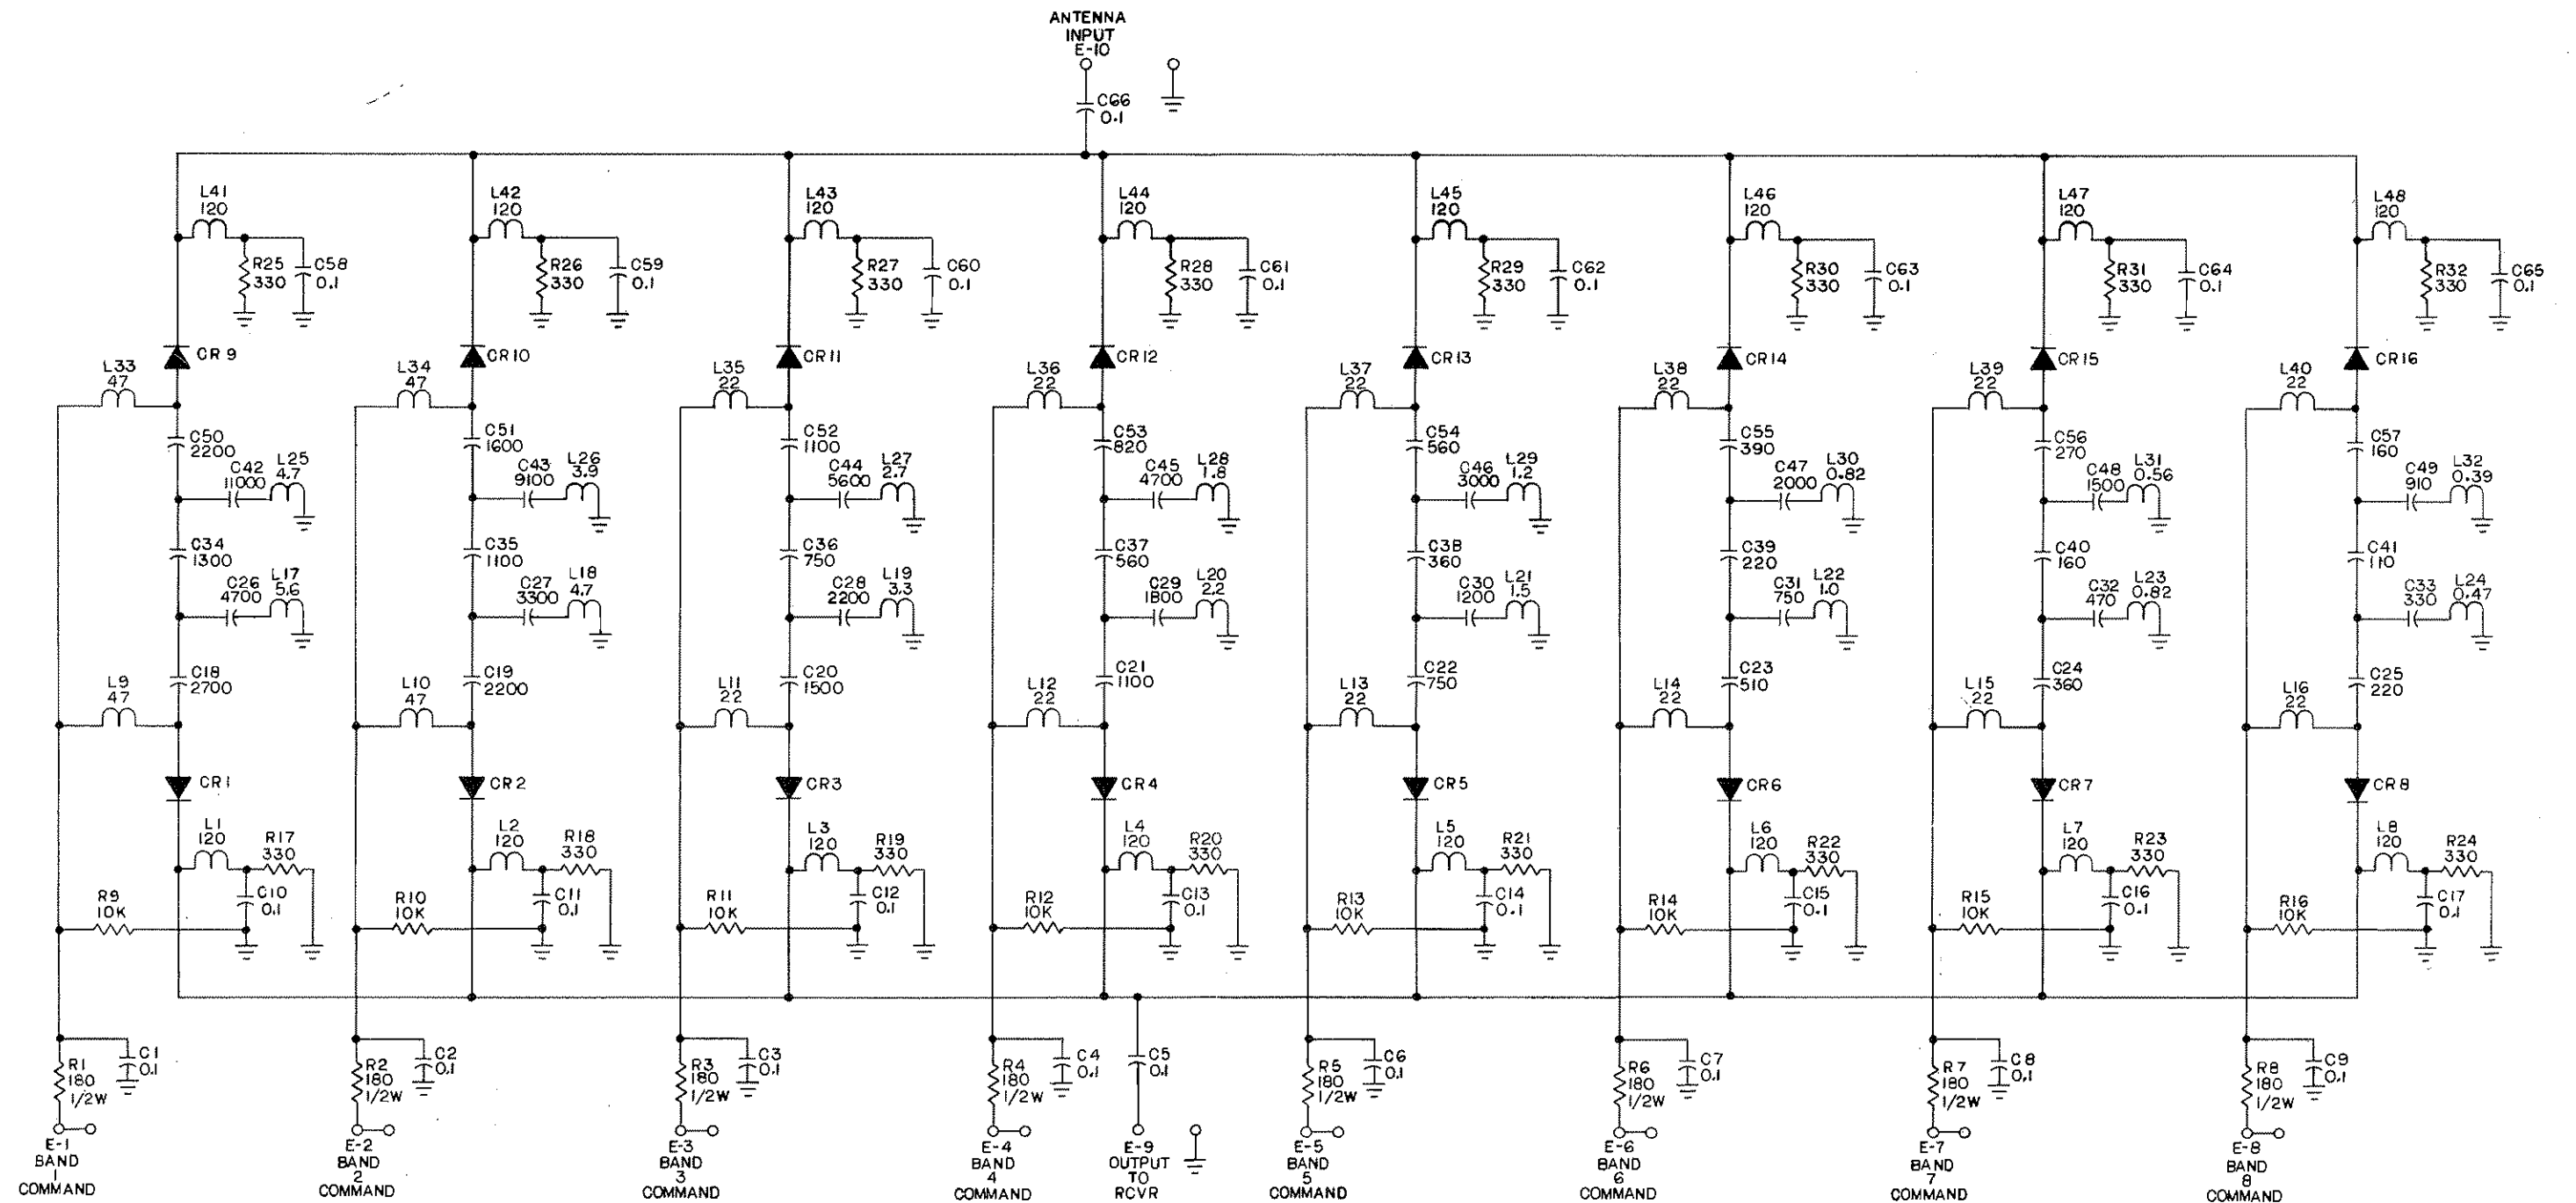 ANTENNA
INPUT
E-10
C66
0.1
L41
120
R25
330
C58
0.1
L42
120
R26
330
C59
0.1
L43
120
R27
330
C60
0.1
L44
120
R28
330
C61
0.1
L45
120
R29
330
C62
0.1
L46
120
R30
330
C63
0.1
L47
120
R31
330
C64
0.1
L48
120
R32
330
C65
0.1
CR9
CR10
CR11
CR12
CR13
CR14
CR15
CR16
L33
47
L34
47
L35
22
L36
22
L37
22
L38
22
L39
22
L40
22
C50
2200
C51
1600
C52
1100
C53
820
C54
560
C55
390
C56
270
C57
160
C42
11000
L25
4.7
C43
9100
L26
3.9
C44
5600
L27
2.7
C45
4700
L28
1.8
C46
3000
L29
1.2
C47
2000
L30
0.82
C48
1500
L31
0.56
C49
910
L32
0.39
C34
1300
C35
1100
C36
750
C37
560
C38
360
C39
220
C40
160
C41
110
C26
4700
L17
5.6
C27
3300
L18
4.7
C28
2200
L19
3.3
C29
1800
L20
2.2
C30
1200
L21
1.5
C31
750
L22
1.0
C32
470
L23
0.82
C33
330
L24
0.47
C18
2700
C19
2200
C20
1500
C21
1100
C22
750
C23
510
C24
360
C25
220
L9
47
L10
47
L11
22
L12
22
L13
22
L14
22
L15
22
L16
22
CR1
CR2
CR3
CR4
CR5
CR6
CR7
CR8
L1
120
R17
330
L2
120
R18
330
L3
120
R19
330
L4
120
R20
330
L5
120
R21
330
L6
120
R22
330
L7
120
R23
330
L8
120
R24
330
R9
10K
C10
0.1
R10
10K
C11
0.1
R11
10K
C12
0.1
R12
10K
C13
0.1
R13
10K
C14
0.1
R14
10K
C15
0.1
R15
10K
C16
0.1
R16
10K
C17
0.1
R1
180
1/2W
C1
0.1
R2
180
1/2W
C2
0.1
R3
180
1/2W
C3
0.1
R4
180
1/2W
C4
0.1
C5
0.1
R5
180
1/2W
C6
0.1
R6
180
1/2W
C7
0.1
R7
180
1/2W
C8
0.1
R8
180
1/2W
C9
0.1
E-1
BAND
1
COMMAND
E-2
BAND
2
COMMAND
E-3
BAND
3
COMMAND
E-4
BAND
4
COMMAND
E-9
OUTPUT
TO
RCVR
E-5
BAND
5
COMMAND
E-6
BAND
6
COMMAND
E-7
BAND
7
COMMAND
E-8
BAND
8
COMMAND